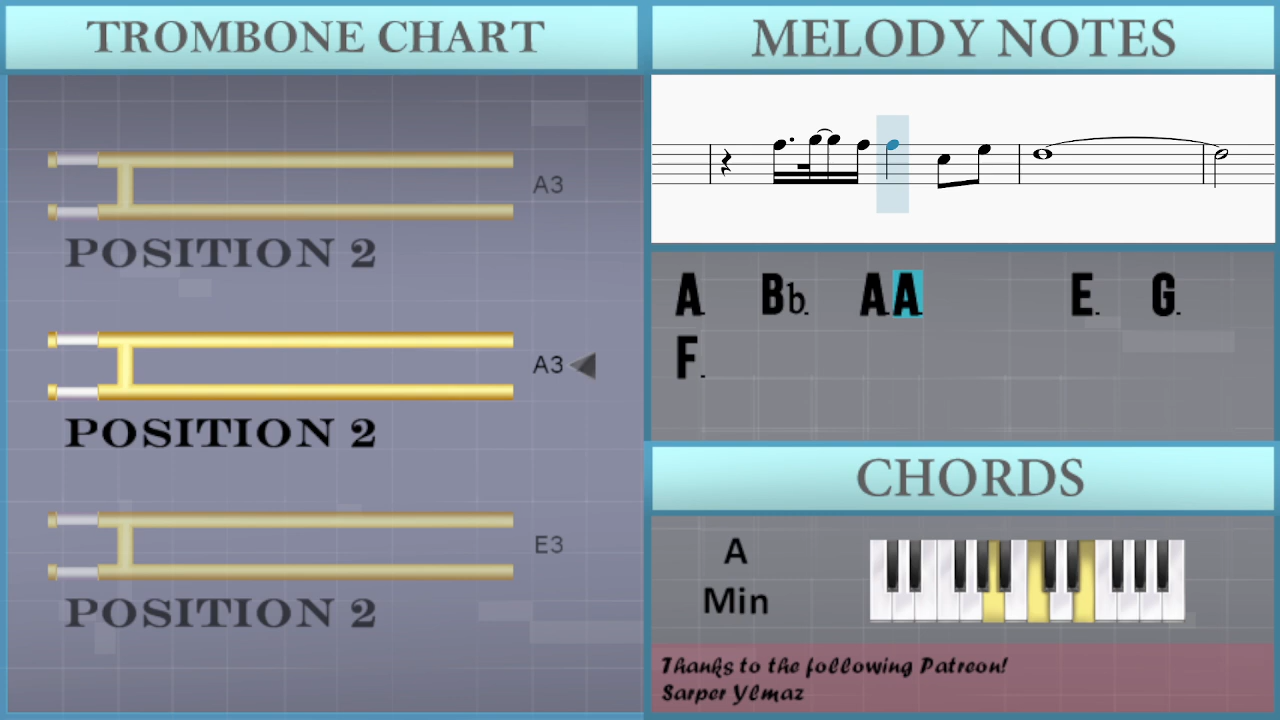 TROMBONE CHART
A3
POSITION 2
A3
POSITION 2
E3
POSITION 2
MELODY NOTES
A. Bb. A.A. E. G.
F.
CHORDS
A
Min
Thanks to the following Patreon!
Sarper Ylmaz